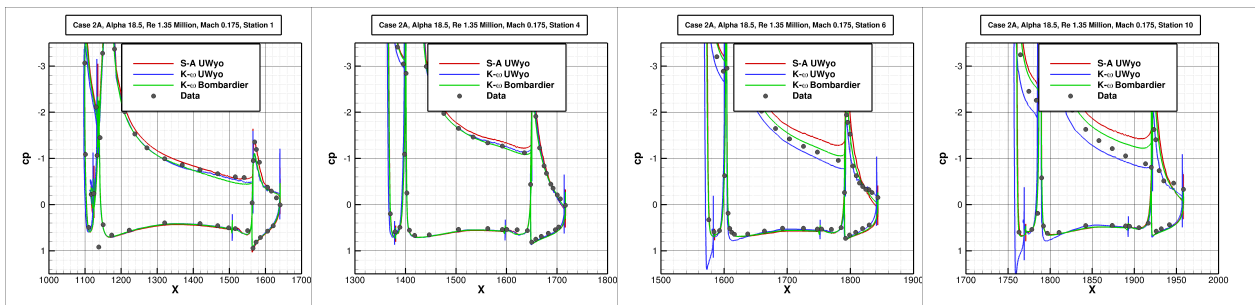 Case 2A, Alpha 18.5, Re 1.35 Million, Mach 0.175, Station 1
-3
-2
-1
0
1
cp
S-A UWyo
K-ω UWyo
K-ω Bombardier
Data
1000 1100 1200 1300 1400 1500 1600 1700
X
Case 2A, Alpha 18.5, Re 1.35 Million, Mach 0.175, Station 4
-3
-2
-1
0
1
cp
S-A UWyo
K-ω UWyo
K-ω Bombardier
Data
1300 1400 1500 1600 1700 1800
X
Case 2A, Alpha 18.5, Re 1.35 Million, Mach 0.175, Station 6
-3
-2
-1
0
1
cp
S-A UWyo
K-ω UWyo
K-ω Bombardier
Data
1500 1600 1700 1800 1900
X
Case 2A, Alpha 18.5, Re 1.35 Million, Mach 0.175, Station 10
-3
-2
-1
0
1
cp
S-A UWyo
K-ω UWyo
K-ω Bombardier
Data
1700 1750 1800 1850 1900 1950 2000
X